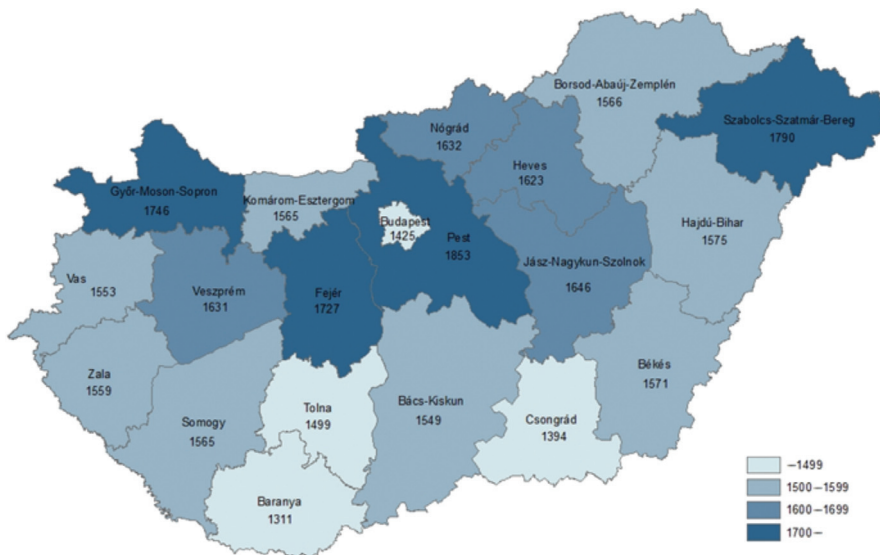 Borsod-Abaúj-Zemplén
1566
Szabolcs-Szatmár-Bereg
1790
Nógrád
1632
Heves
1623
Győr-Moson-Sopron
1746
Komárom-Esztergom
1565
Budapest
1425
Pest
1853
Hajdú-Bihar
1575
Jász-Nagykun-Szolnok
1646
Vas
1553
Veszprém
1631
Fejér
1727
Zala
1559
Somogy
1565
Tolna
1499
Bács-Kiskun
1549
Csongrád
1394
Békés
1571
Baranya
1311
–1499
1500–1599
1600–1699
1700–